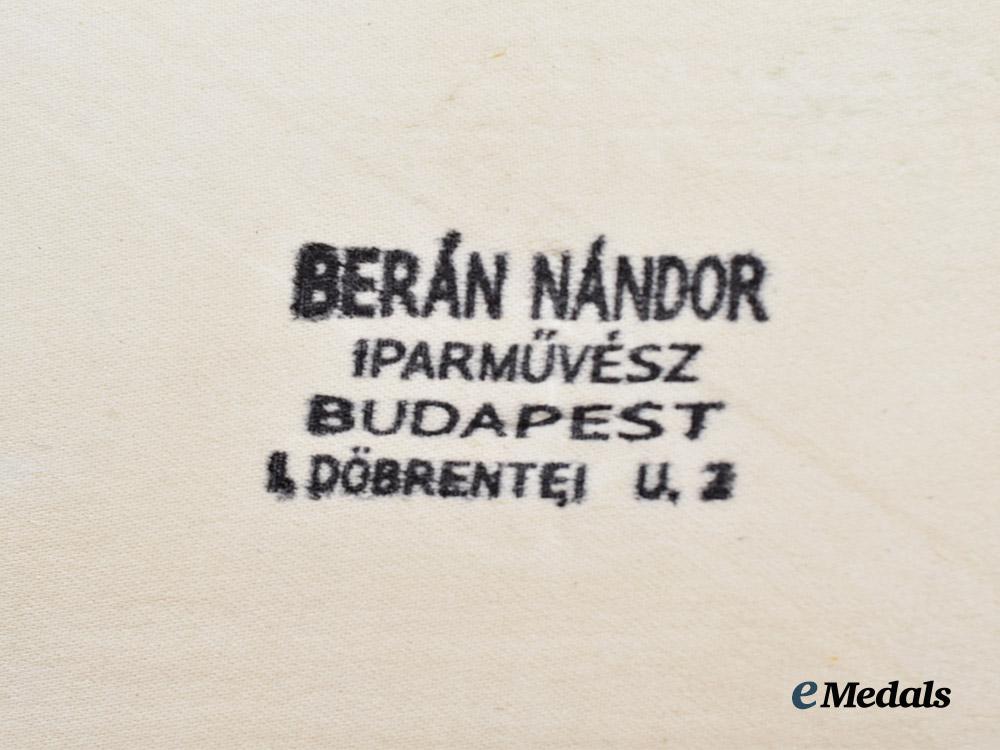 BERÁN NÁNDOR
IPARMŰVÉSZ
BUDAPEST
I. DÖBRENTEI U. 2
eMedals